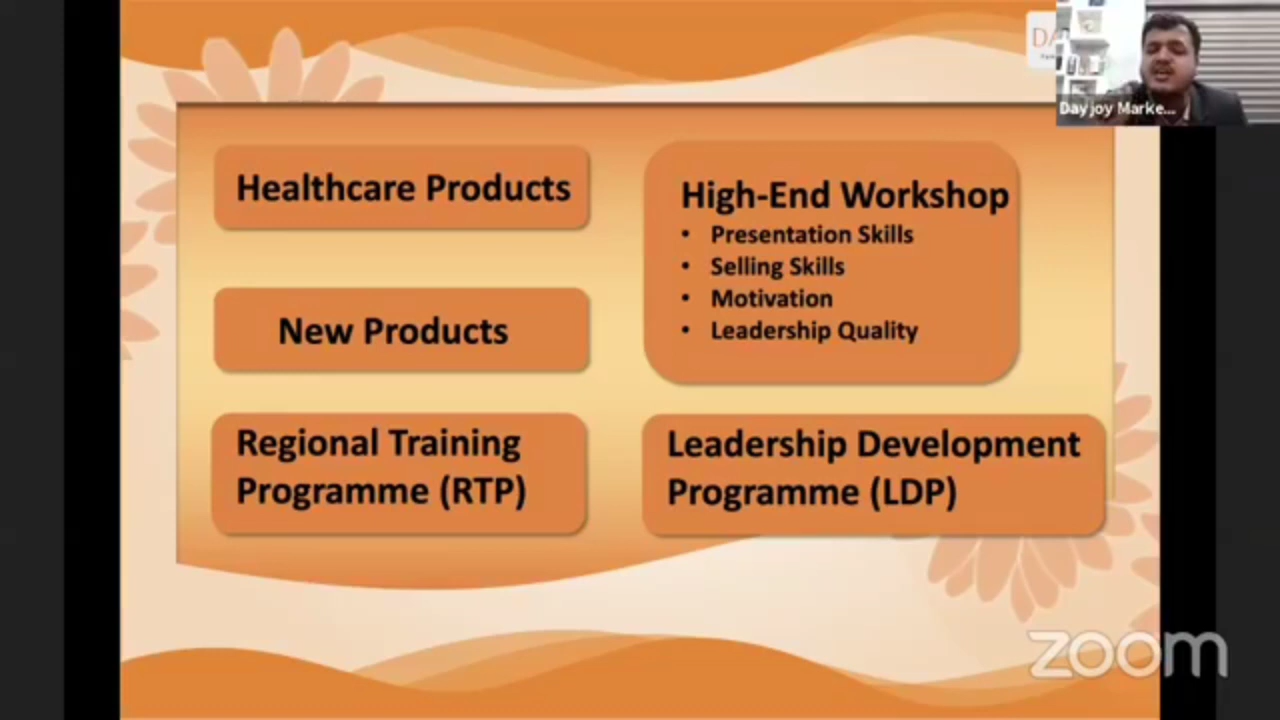 Healthcare Products
New Products
Regional Training
Programme (RTP)
High-End Workshop
• Presentation Skills
• Selling Skills
• Motivation
• Leadership Quality
Leadership Development
Programme (LDP)
DA
Dayjoy Marke...
zoom